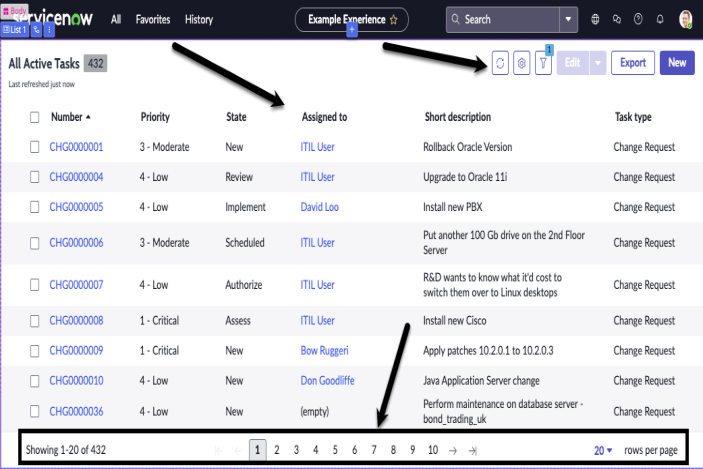 Body
servicenow All Favorites History Example Experience Search
List 1
All Active Tasks 432 1 Edit Export New
Last refreshed just now
Number Priority State Assigned to Short description Task type
CHG0000001 3 - Moderate New ITIL User Rollback Oracle Version Change Request
CHG0000004 4 - Low Review ITIL User Upgrade to Oracle 11i Change Request
CHG0000005 4 - Low Implement David Loo Install new PBX Change Request
CHG0000006 3 - Moderate Scheduled ITIL User Put another 100 Gb drive on the 2nd Floor Change Request
Server
CHG0000007 4 - Low Authorize ITIL User R&D wants to know what it'd cost to Change Request
switch them over to Linux desktops
CHG0000008 1 - Critical Assess ITIL User Install new Cisco Change Request
CHG0000009 1 - Critical New Bow Ruggeri Apply patches 10.2.0.1 to 10.2.0.3 Change Request
CHG0000010 4 - Low New Don Goodliffe Java Application Server change Change Request
CHG0000036 4 - Low New (empty) Perform maintenance on database server - Change Request
bond_trading_uk
Showing 1-20 of 432 1 2 3 4 5 6 7 8 9 10 20 rows per page